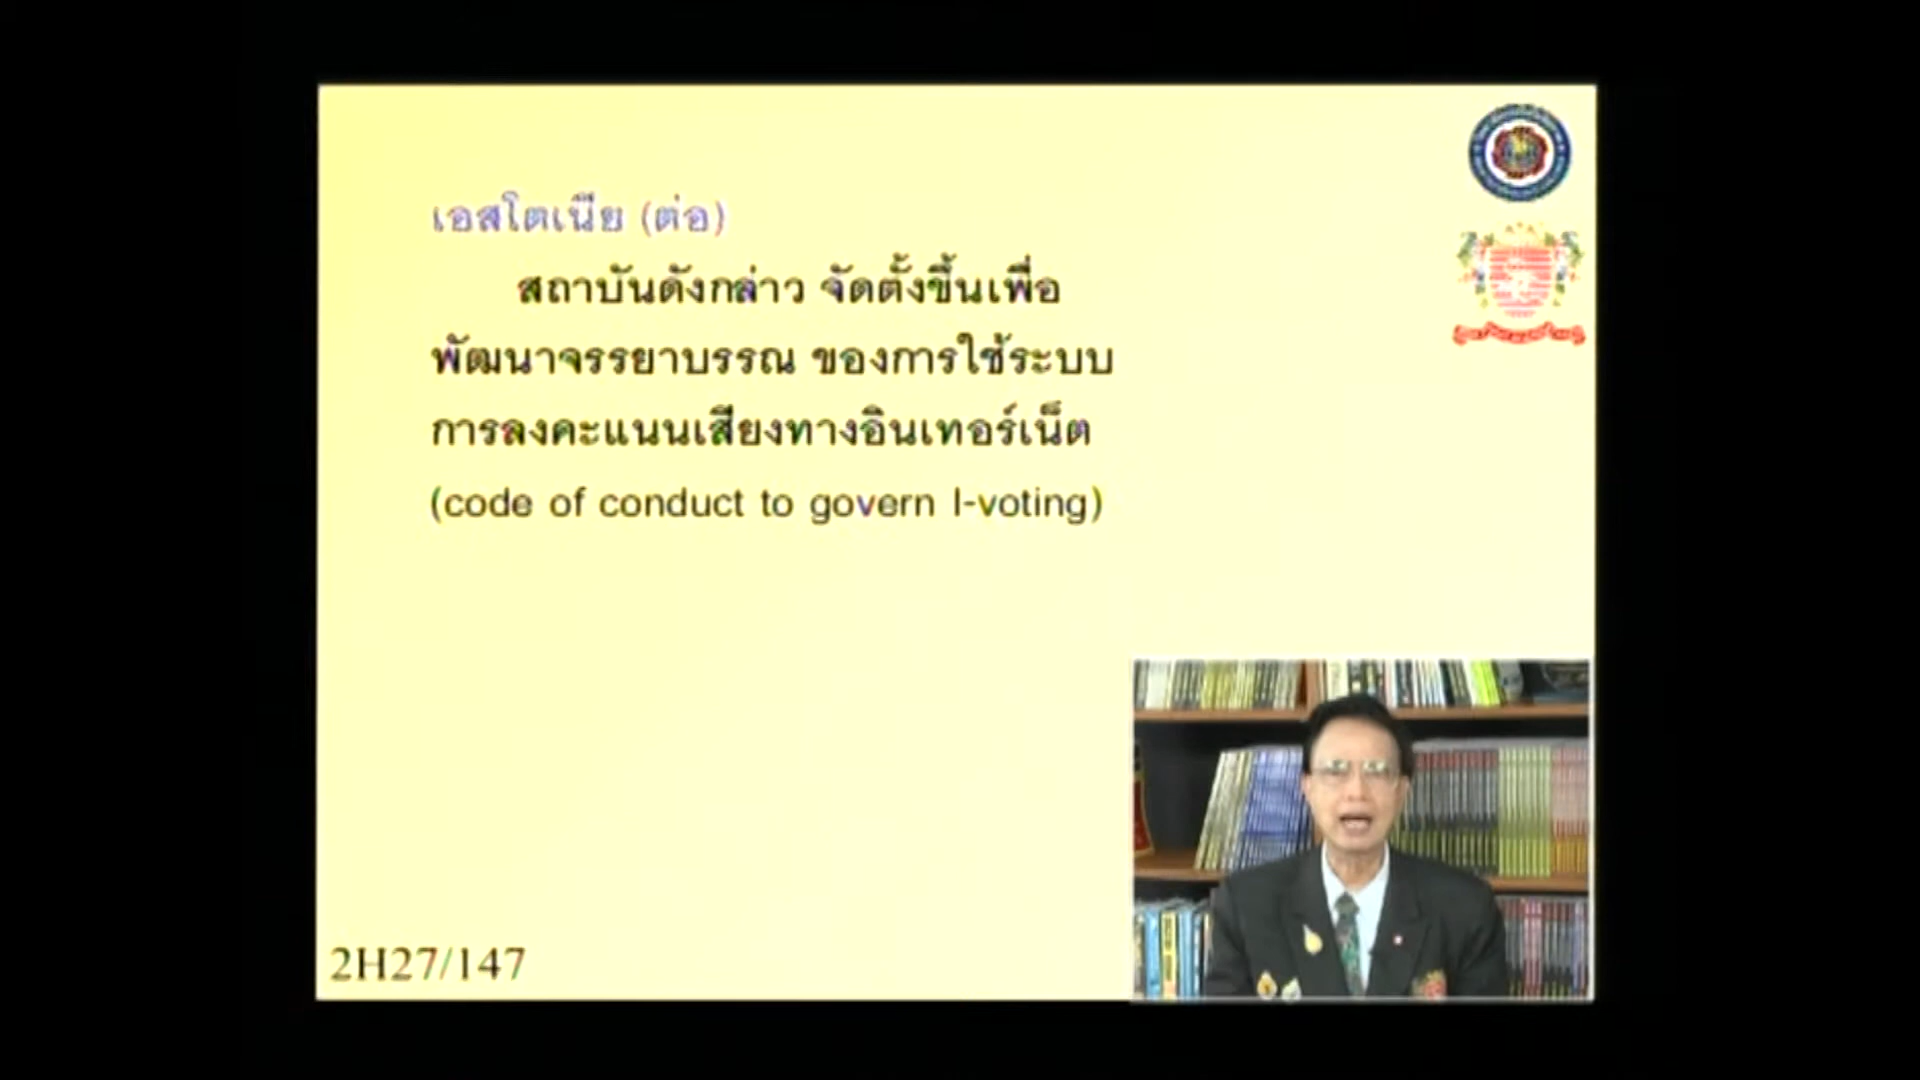 เอสโตเนีย (ต่อ)
สถาบันดังกล่าว จัดตั้งขึ้นเพื่อ
พัฒนาจรรยาบรรณ ของการใช้ระบบ
การลงคะแนนเสียงทางอินเทอร์เน็ต
(code of conduct to govern I-voting)
2H27/147